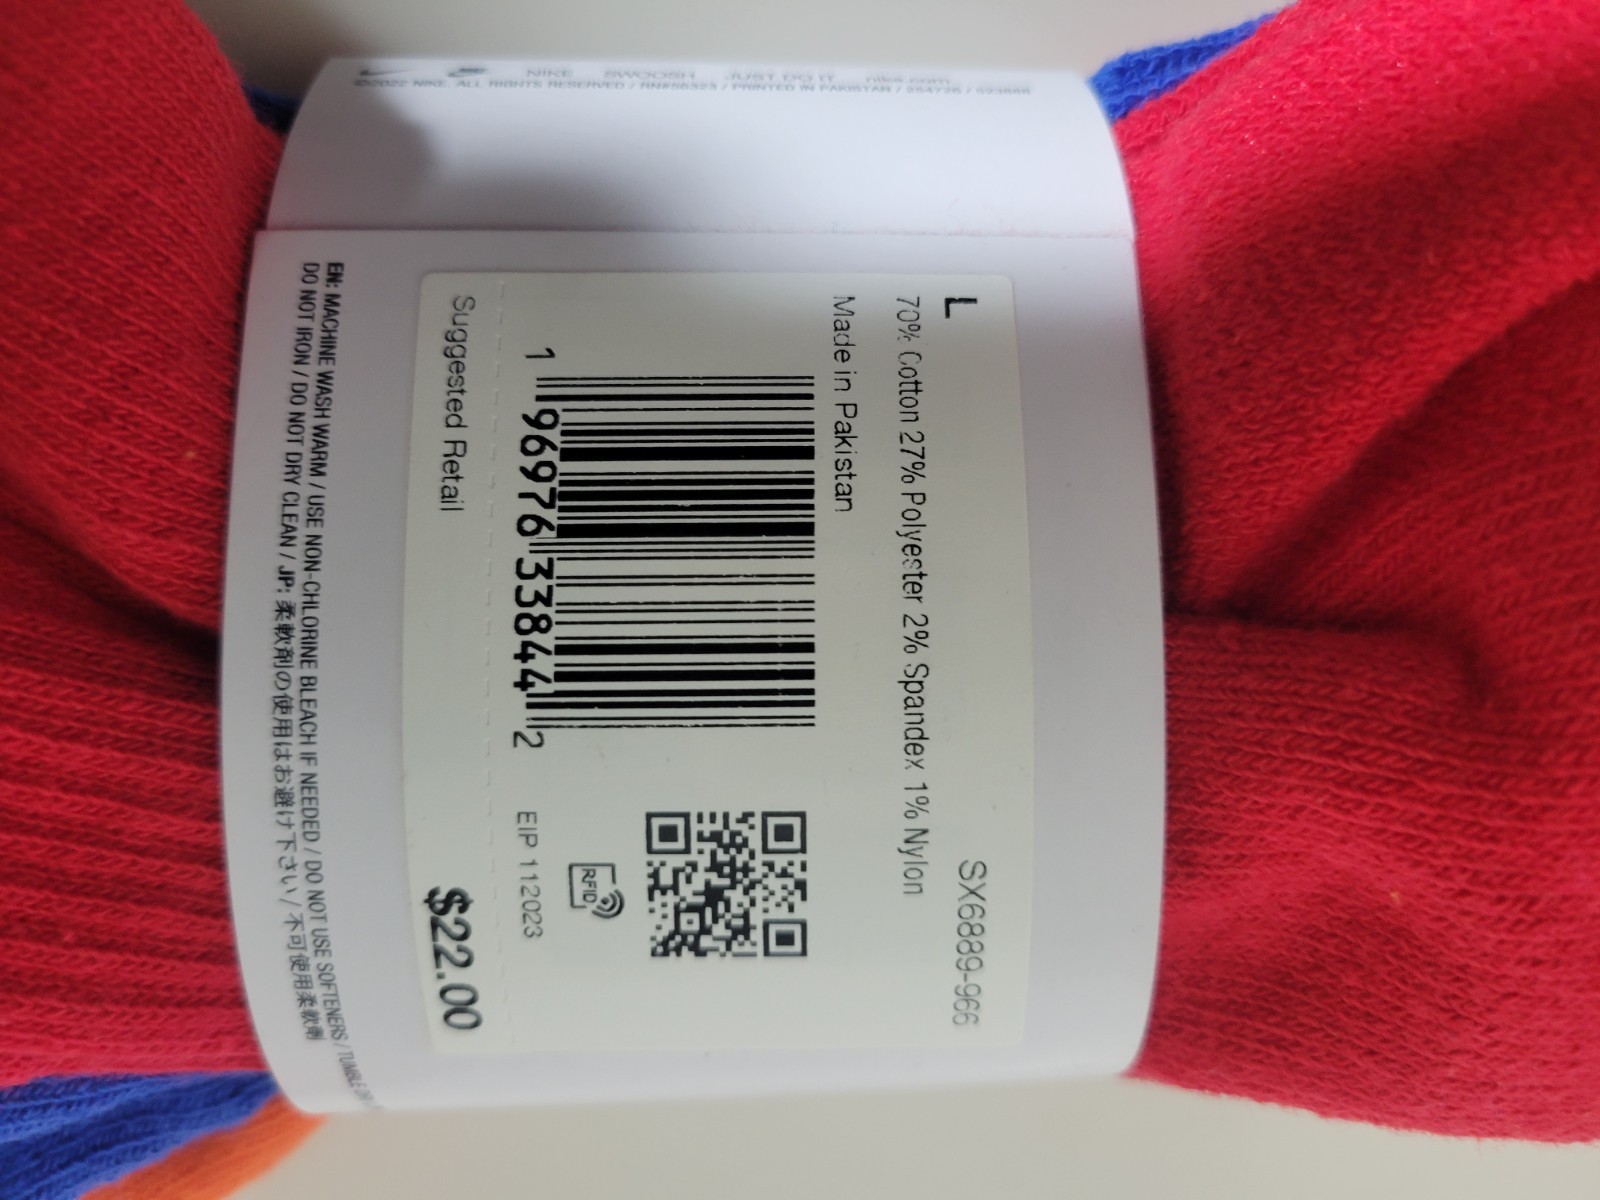 L SX6889-966
70% Cotton 27% Polyester 2% Spandex 1% Nylon
Made in Pakistan
1 96976 33844 2
RFID
EIP 112023
Suggested Retail $22.00
EN: MACHINE WASH WARM / USE NON-CHLORINE BLEACH IF NEEDED / DO NOT USE SOFTENERS / TUMBLE
DO NOT IRON / DO NOT DRY CLEAN / JP: 柔軟剤の使用はお避け下さい / 不可使用柔軟劑
NIKE SWOOSH JUST DO IT nike.com
©2022 NIKE. ALL RIGHTS RESERVED / RN#56323 / PRINTED IN PAKISTAN /